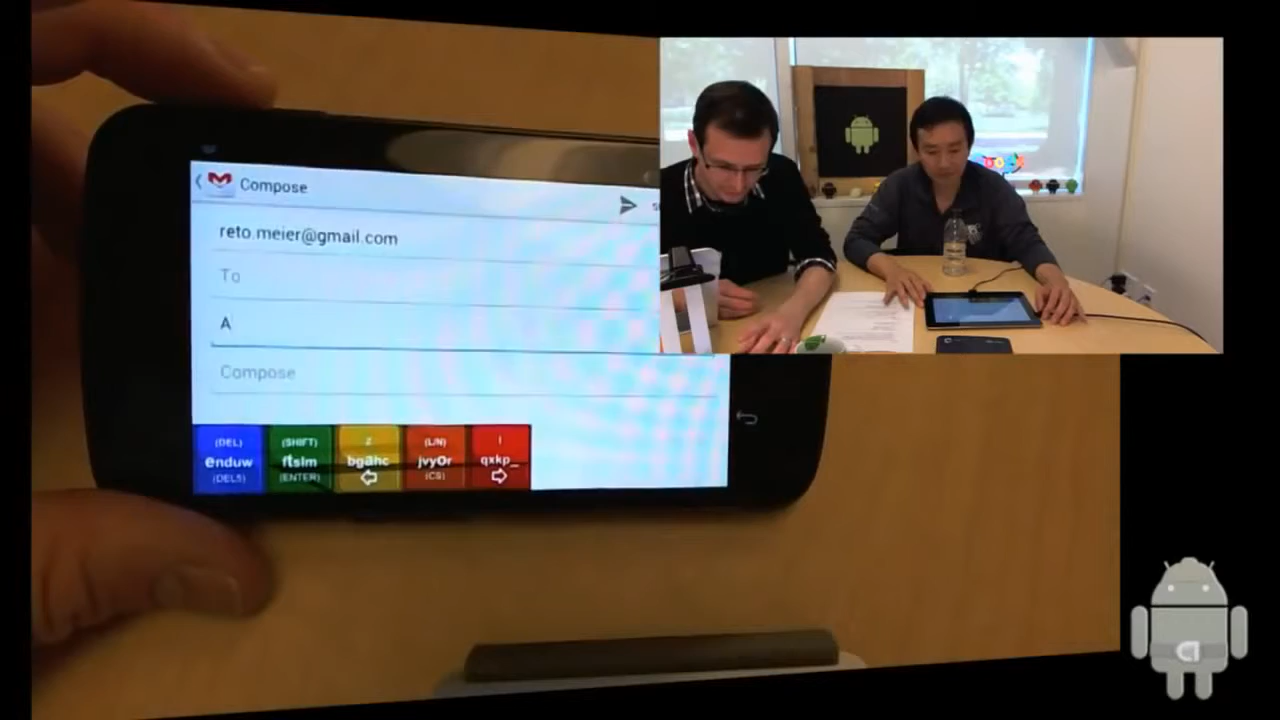 Compose
reto.meier@gmail.com
To
A
Compose
(DEL) (SHIFT) z (L/N) !
enduw ftslm bgahc jvyor qxkp_
(DEL5) (ENTER) (CS)